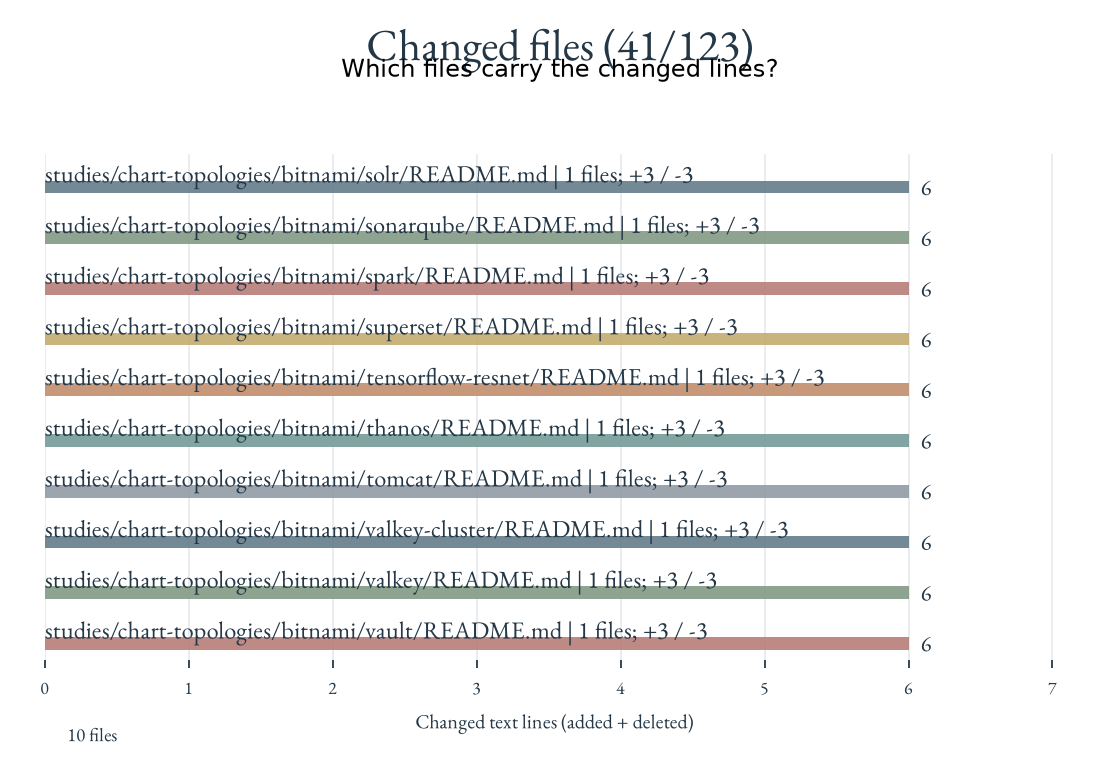 Changed files (41/123)
Which files carry the changed lines?
studies/chart-topologies/bitnami/solr/README.md | 1 files; +3 / -3
6
studies/chart-topologies/bitnami/sonarqube/README.md | 1 files; +3 / -3
6
studies/chart-topologies/bitnami/spark/README.md | 1 files; +3 / -3
6
studies/chart-topologies/bitnami/superset/README.md | 1 files; +3 / -3
6
studies/chart-topologies/bitnami/tensorflow-resnet/README.md | 1 files; +3 / -3
6
studies/chart-topologies/bitnami/thanos/README.md | 1 files; +3 / -3
6
studies/chart-topologies/bitnami/tomcat/README.md | 1 files; +3 / -3
6
studies/chart-topologies/bitnami/valkey-cluster/README.md | 1 files; +3 / -3
6
studies/chart-topologies/bitnami/valkey/README.md | 1 files; +3 / -3
6
studies/chart-topologies/bitnami/vault/README.md | 1 files; +3 / -3
6
0 1 2 3 4 5 6 7
Changed text lines (added + deleted)
10 files